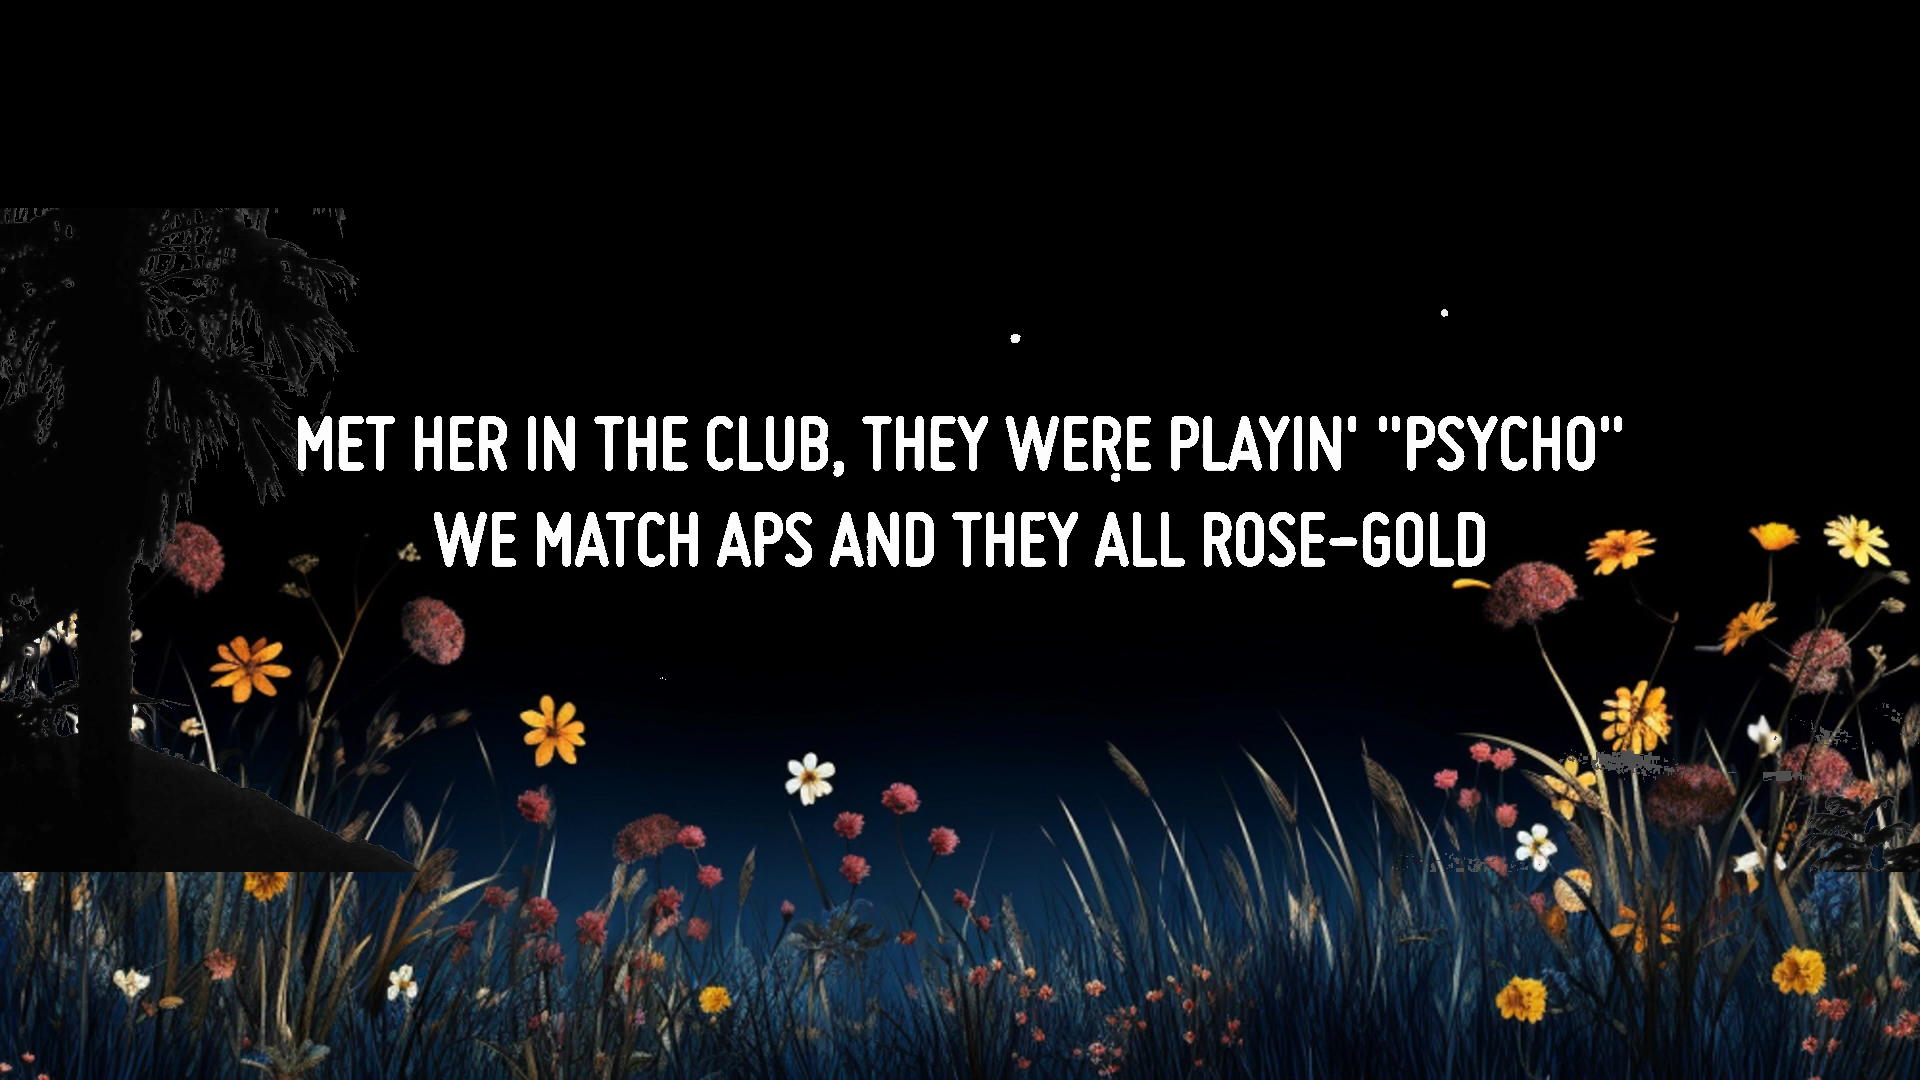 MET HER IN THE CLUB, THEY WERE PLAYIN' "PSYCHO"
WE MATCH APS AND THEY ALL ROSE-GOLD